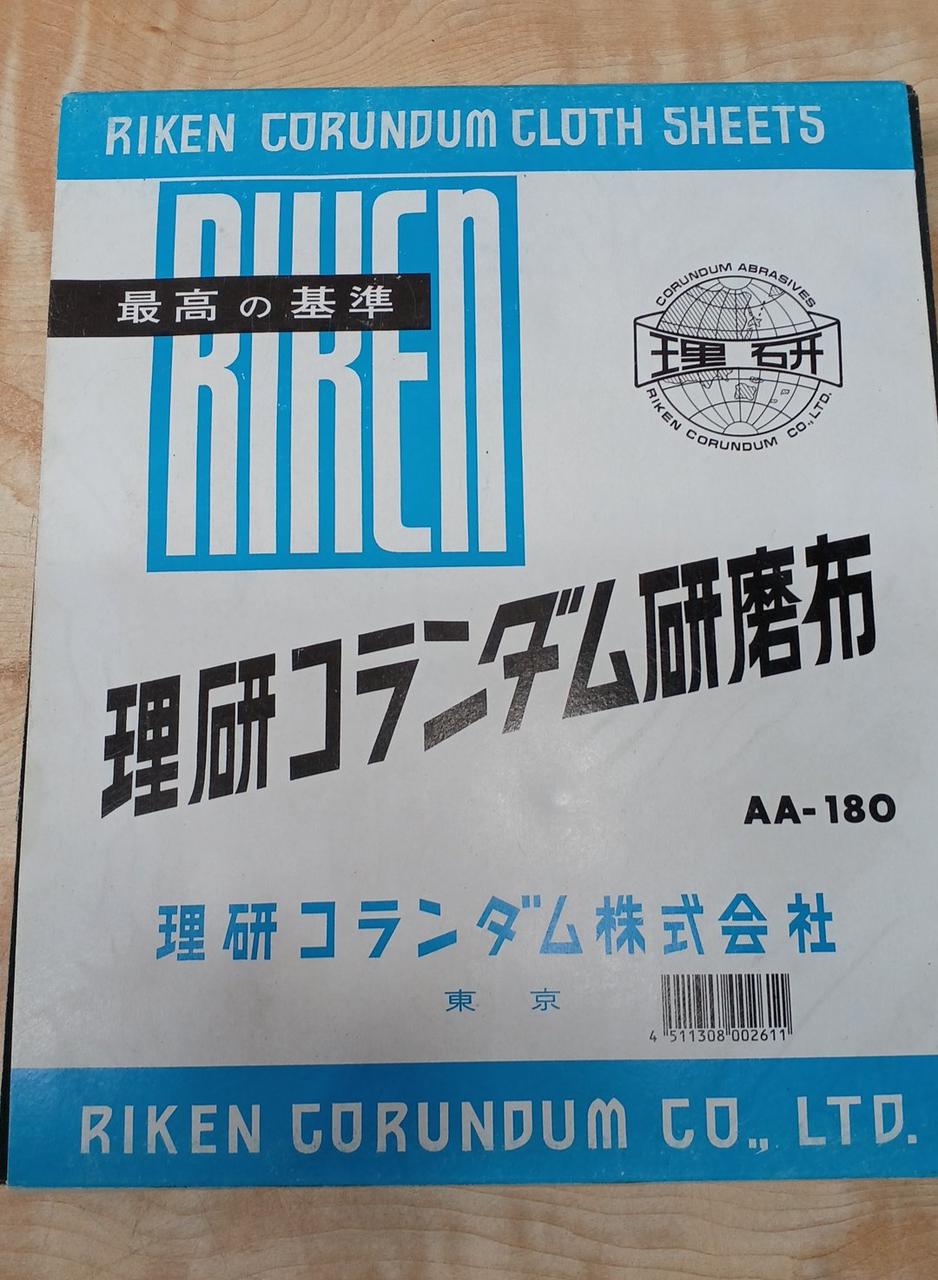 RIKEN CORUNDUM CLOTH SHEETS
RIKEN
最高の基準
CORUNDUM ABRASIVES
理研
RIKEN CORUNDUM CO., LTD.
理研コランダム研磨布
AA-180
理研コランダム株式会社
東京
4 511308 002611
RIKEN CORUNDUM CO., LTD.